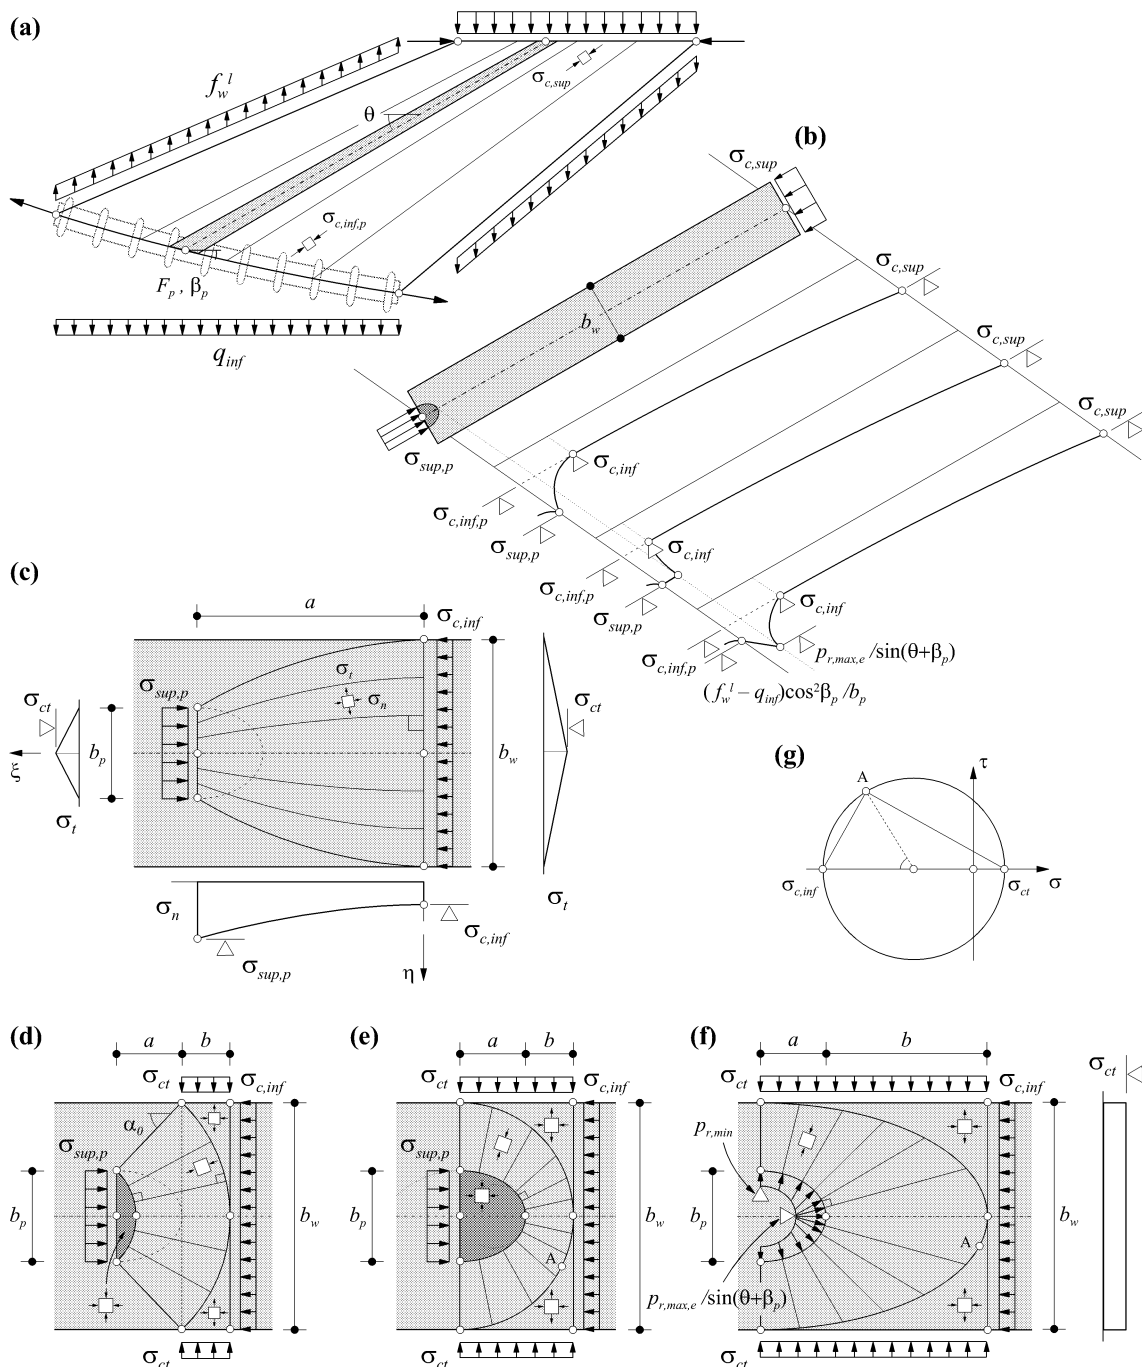 (a)
f_w^l
θ
σ_c,sup
σ_c,inf,p
F_p , β_p
q_inf
(b)
σ_c,sup
b_w
σ_c,sup
σ_c,sup
σ_c,sup
σ_sup,p
σ_c,inf
σ_c,inf,p
σ_sup,p
σ_c,inf
σ_c,inf,p
σ_sup,p
σ_c,inf
σ_c,inf,p
p_r,max,e /sin(θ+β_p)
(f_w^l – q_inf)cos²β_p /b_p
(c)
a
σ_c,inf
σ_t
σ_n
σ_sup,p
σ_ct
σ_ct
b_p
b_w
ξ
σ_t
σ_t
σ_n
σ_c,inf
σ_sup,p
η
(g)
τ
A
σ_c,inf
σ_ct
σ
(d)
a
b
σ_ct
σ_c,inf
α_0
σ_sup,p
b_p
b_w
σ_ct
(e)
a
b
σ_ct
σ_c,inf
σ_sup,p
b_p
b_w
A
σ_ct
(f)
a
b
σ_ct
σ_c,inf
σ_ct
p_r,min
b_p
b_w
A
p_r,max,e /sin(θ+β_p)
σ_ct